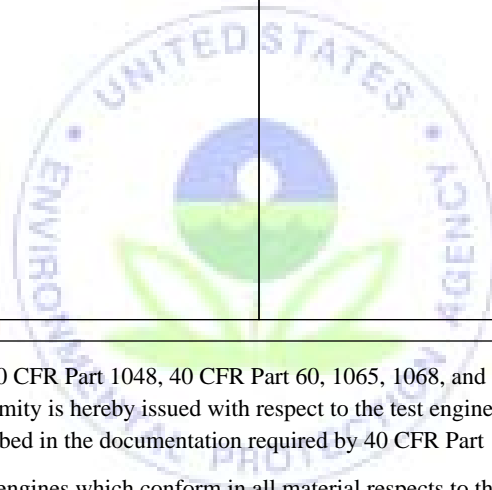 UNITED STATES
ENVIRONMENTAL PROTECTION AGENCY
0 CFR Part 1048, 40 CFR Part 60, 1065, 1068, and
mity is hereby issued with respect to the test engine
bed in the documentation required by 40 CFR Part
engines which conform in all material respects to th